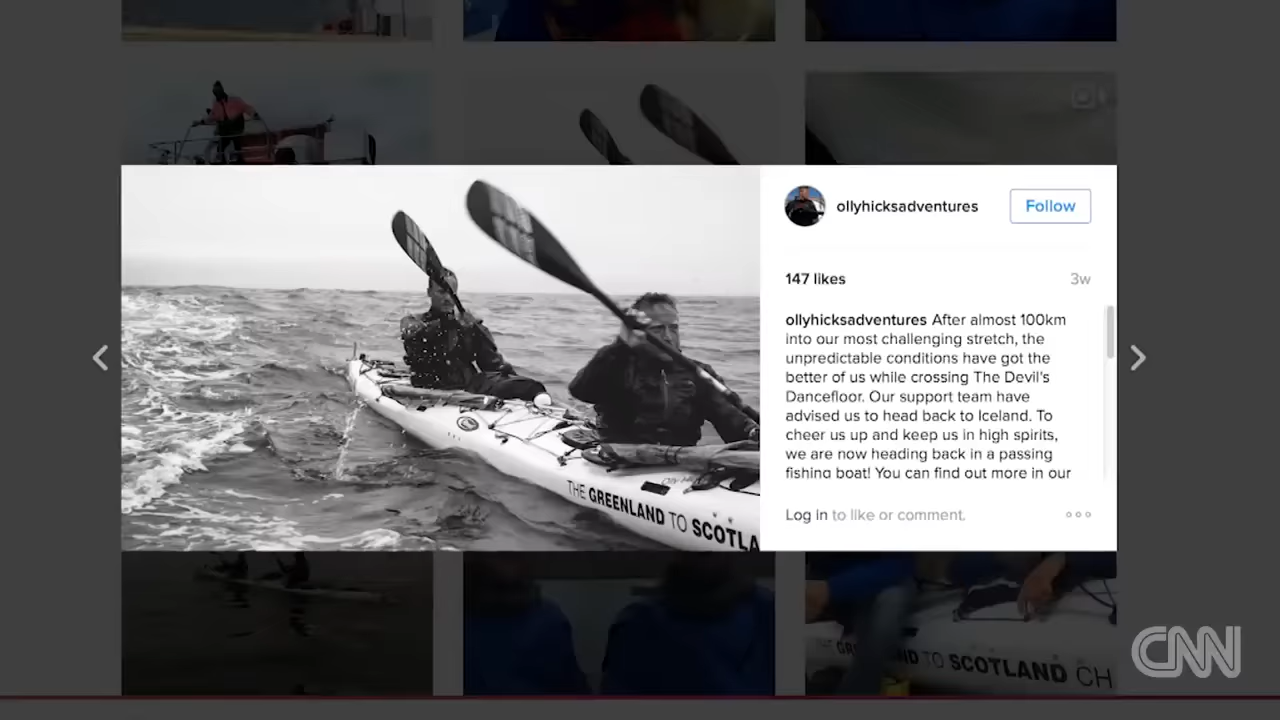 ollyhicksadventures
Follow
147 likes
3w
ollyhicksadventures After almost 100km
into our most challenging stretch, the
unpredictable conditions have got the
better of us while crossing The Devil's
Dancefloor. Our support team have
advised us to head back to Iceland. To
cheer us up and keep us in high spirits,
we are now heading back in a passing
fishing boat! You can find out more in our
Log in to like or comment.
THE GREENLAND TO SCOTLA
TO SCOTLAND CH
CNN